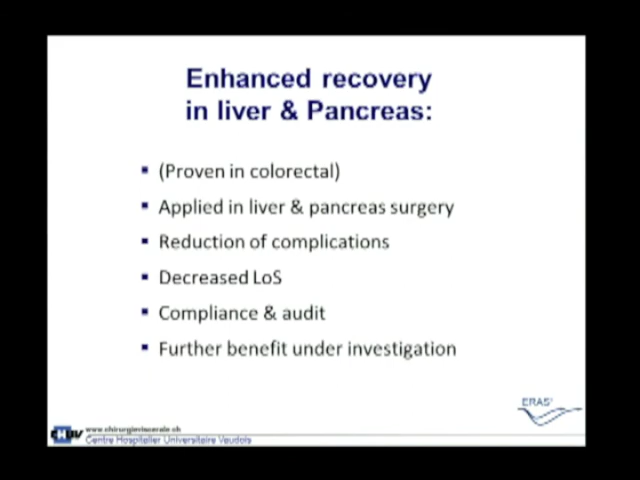 Enhanced recovery
in liver & Pancreas:
(Proven in colorectal)
Applied in liver & pancreas surgery
Reduction of complications
Decreased LoS
Compliance & audit
Further benefit under investigation
ERAS
www.chirurgieviscerale.ch
Centre Hospitalier Universitaire Vaudois